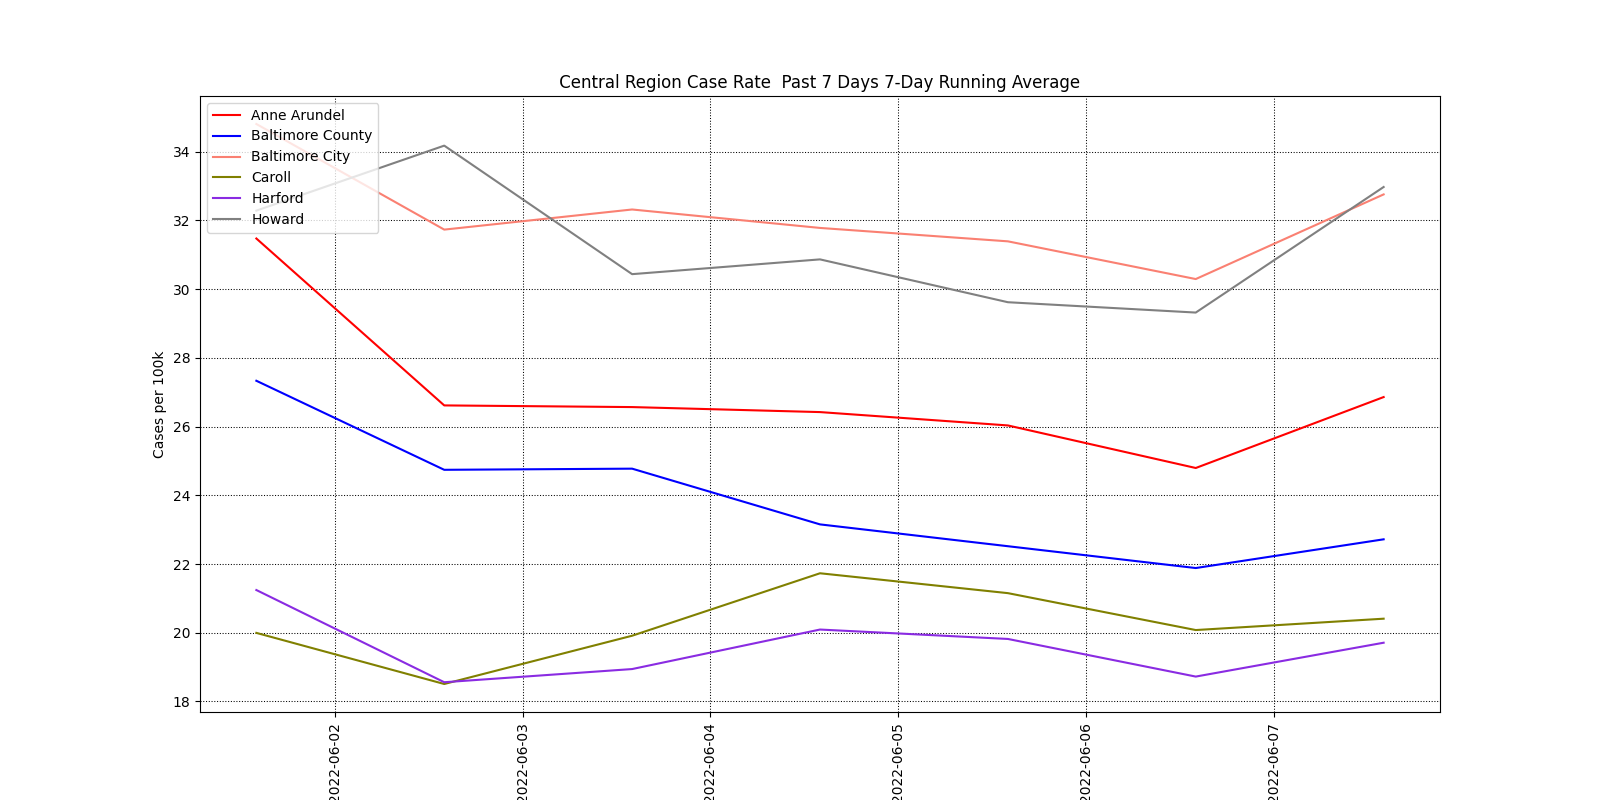 Central Region Case Rate  Past 7 Days 7-Day Running Average
Anne Arundel
Baltimore County
Baltimore City
Caroll
Harford
Howard
Cases per 100k
34
32
30
28
26
24
22
20
18
2022-06-02
2022-06-03
2022-06-04
2022-06-05
2022-06-06
2022-06-07